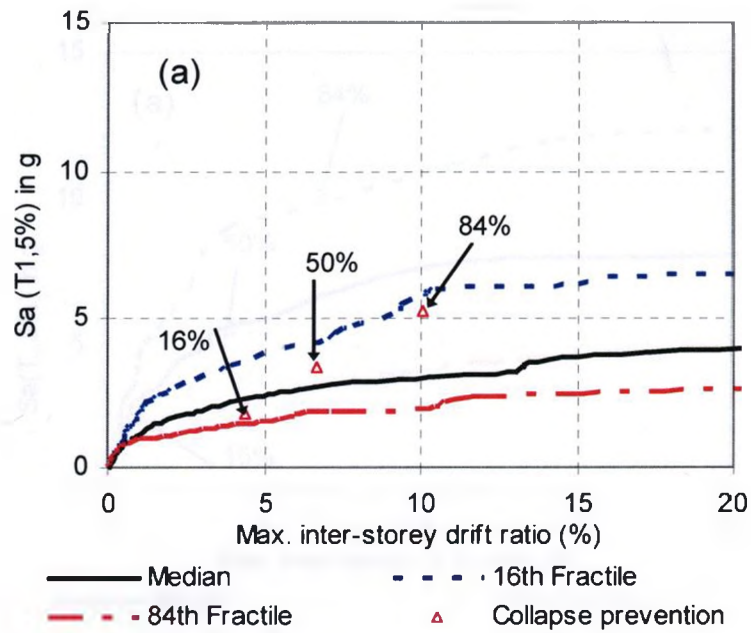 15
(a)
84%
Sa (T1,5%) in g
10
50%
5
16%
0
0 5 10 15 20
Max. inter-storey drift ratio (%)
Median 16th Fractile
84th Fractile Collapse prevention